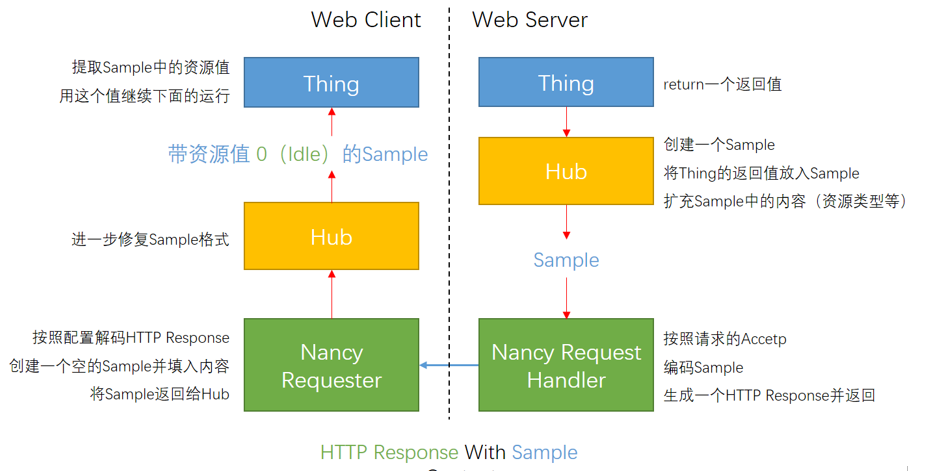 Web Client
Web Server
提取Sample中的资源值
用这个值继续下面的运行
Thing
Thing
return一个返回值
带资源值 0（Idle）的Sample
Hub
创建一个Sample
将Thing的返回值放入Sample
扩充Sample中的内容（资源类型等）
进一步修复Sample格式
Hub
Sample
按照配置解码HTTP Response
创建一个空的Sample并填入内容
将Sample返回给Hub
Nancy
Requester
Nancy Request
Handler
按照请求的Accetp
编码Sample
生成一个HTTP Response并返回
HTTP Response With Sample